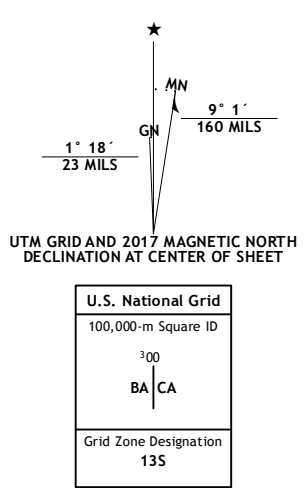 ★
MN
GN
9° 1´
160 MILS
1° 18´
23 MILS
UTM GRID AND 2017 MAGNETIC NORTH
DECLINATION AT CENTER OF SHEET
U.S. National Grid
100,000-m Square ID
³00
BA CA
Grid Zone Designation
13S